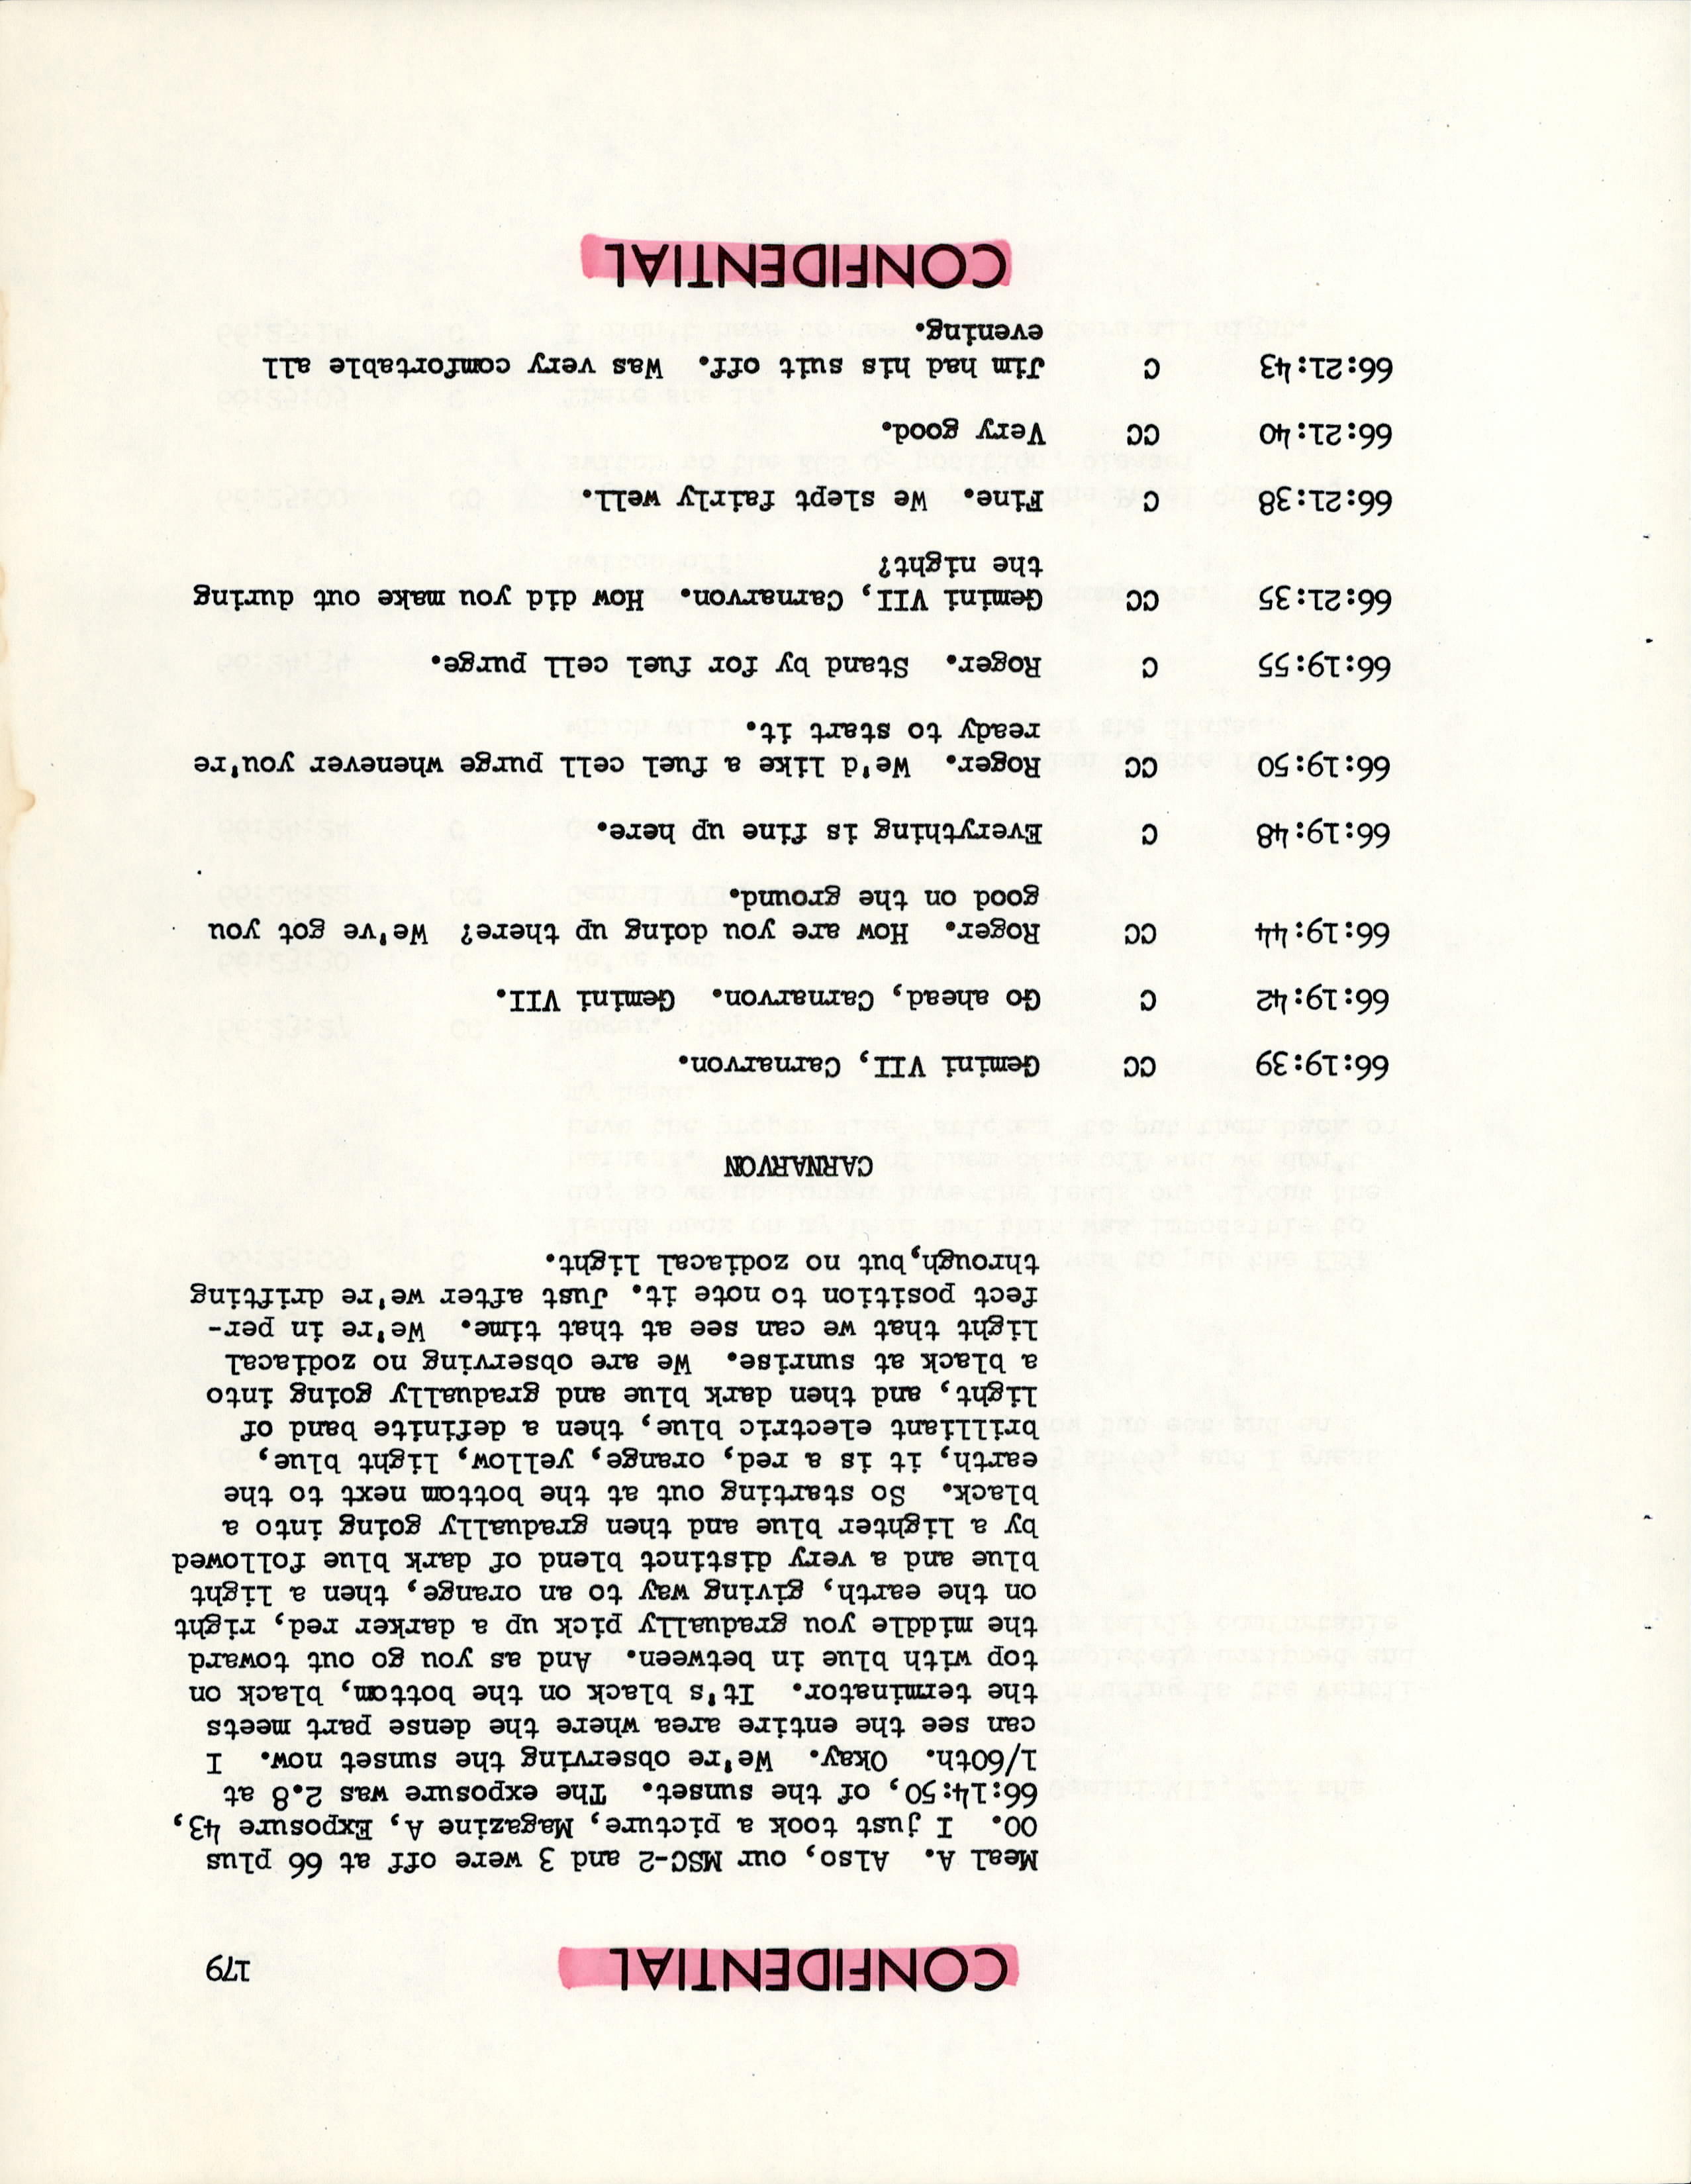 CONFIDENTIAL
179
Meal A. Also, our MSC-2 and 3 were off at 66 plus
00. I just took a picture, Magazine A, Exposure 43,
66:14:50, of the sunset. The exposure was 2.8 at
1/60th. Okay. We're observing the sunset now. I
can see the entire area where the dense part meets
the terminator. It's black on the bottom, black on
top with blue in between. And as you go out toward
the middle you gradually pick up a darker red, right
on the earth, giving way to an orange, then a light
blue and a very distinct blend of dark blue followed
by a lighter blue and then gradually going into a
black. So starting out at the bottom next to the
earth, it is a red, orange, yellow, light blue,
brilliant electric blue, then a definite band of
light, and then dark blue and gradually going into
a black at sunrise. We are observing no zodiacal
light that we can see at that time. We're in per-
fect position to note it. Just after we're drifting
through, but no zodiacal light.
CARNARVON
66:19:39 CC Gemini VII, Carnarvon.
66:19:42 C Go ahead, Carnarvon. Gemini VII.
66:19:44 CC Roger. How are you doing up there? We've got you
good on the ground.
66:19:48 C Everything is fine up here.
66:19:50 CC Roger. We'd like a fuel cell purge whenever you're
ready to start it.
66:19:55 C Roger. Stand by for fuel cell purge.
66:21:35 CC Gemini VII, Carnarvon. How did you make out during
the night?
66:21:38 C Fine. We slept fairly well.
66:21:40 CC Very good.
66:21:43 C Jim had his suit off. Was very comfortable all
evening.
CONFIDENTIAL